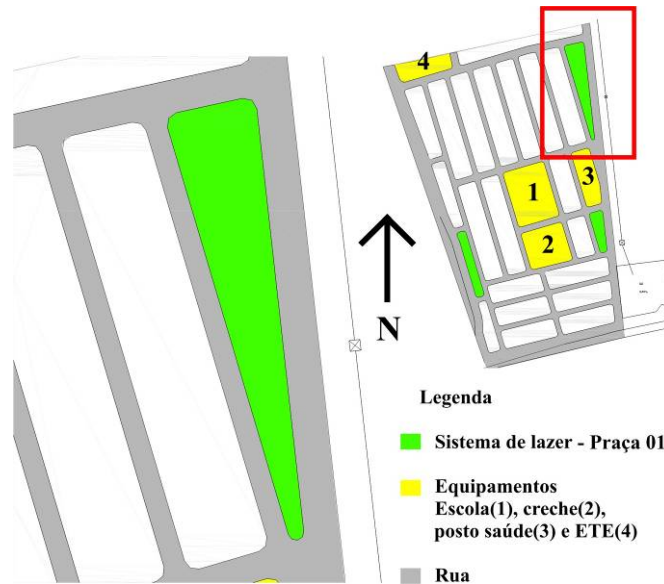 4
1
3
2
N
Legenda
Sistema de lazer - Praça 01
Equipamentos
Escola(1), creche(2),
posto saúde(3) e ETE(4)
Rua